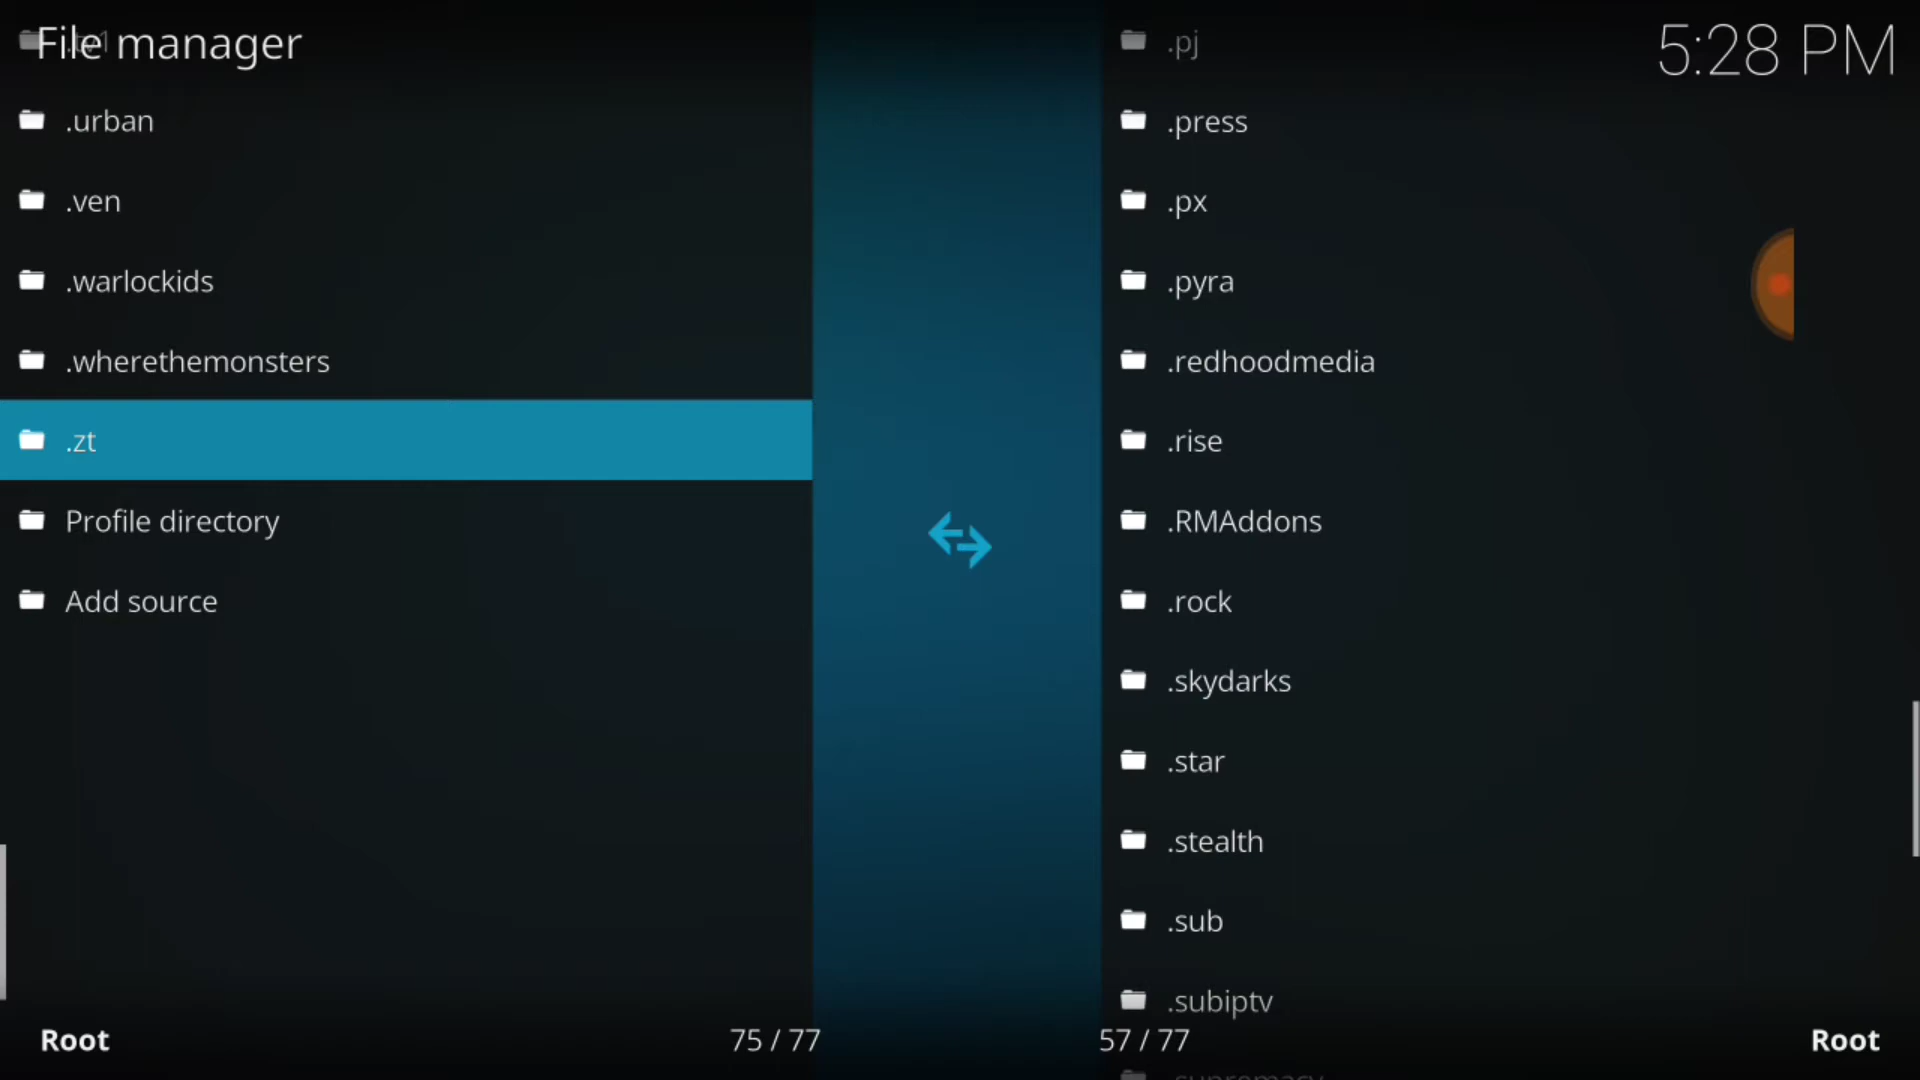 File manager
5:28 PM
.urban
.ven
.warlockids
.wherethemonsters
.zt
Profile directory
Add source
.pj
.press
.px
.pyra
.redhoodmedia
.rise
.RMAddons
.rock
.skydarks
.star
.stealth
.sub
.subiptv
Root
75 / 77
57 / 77
Root